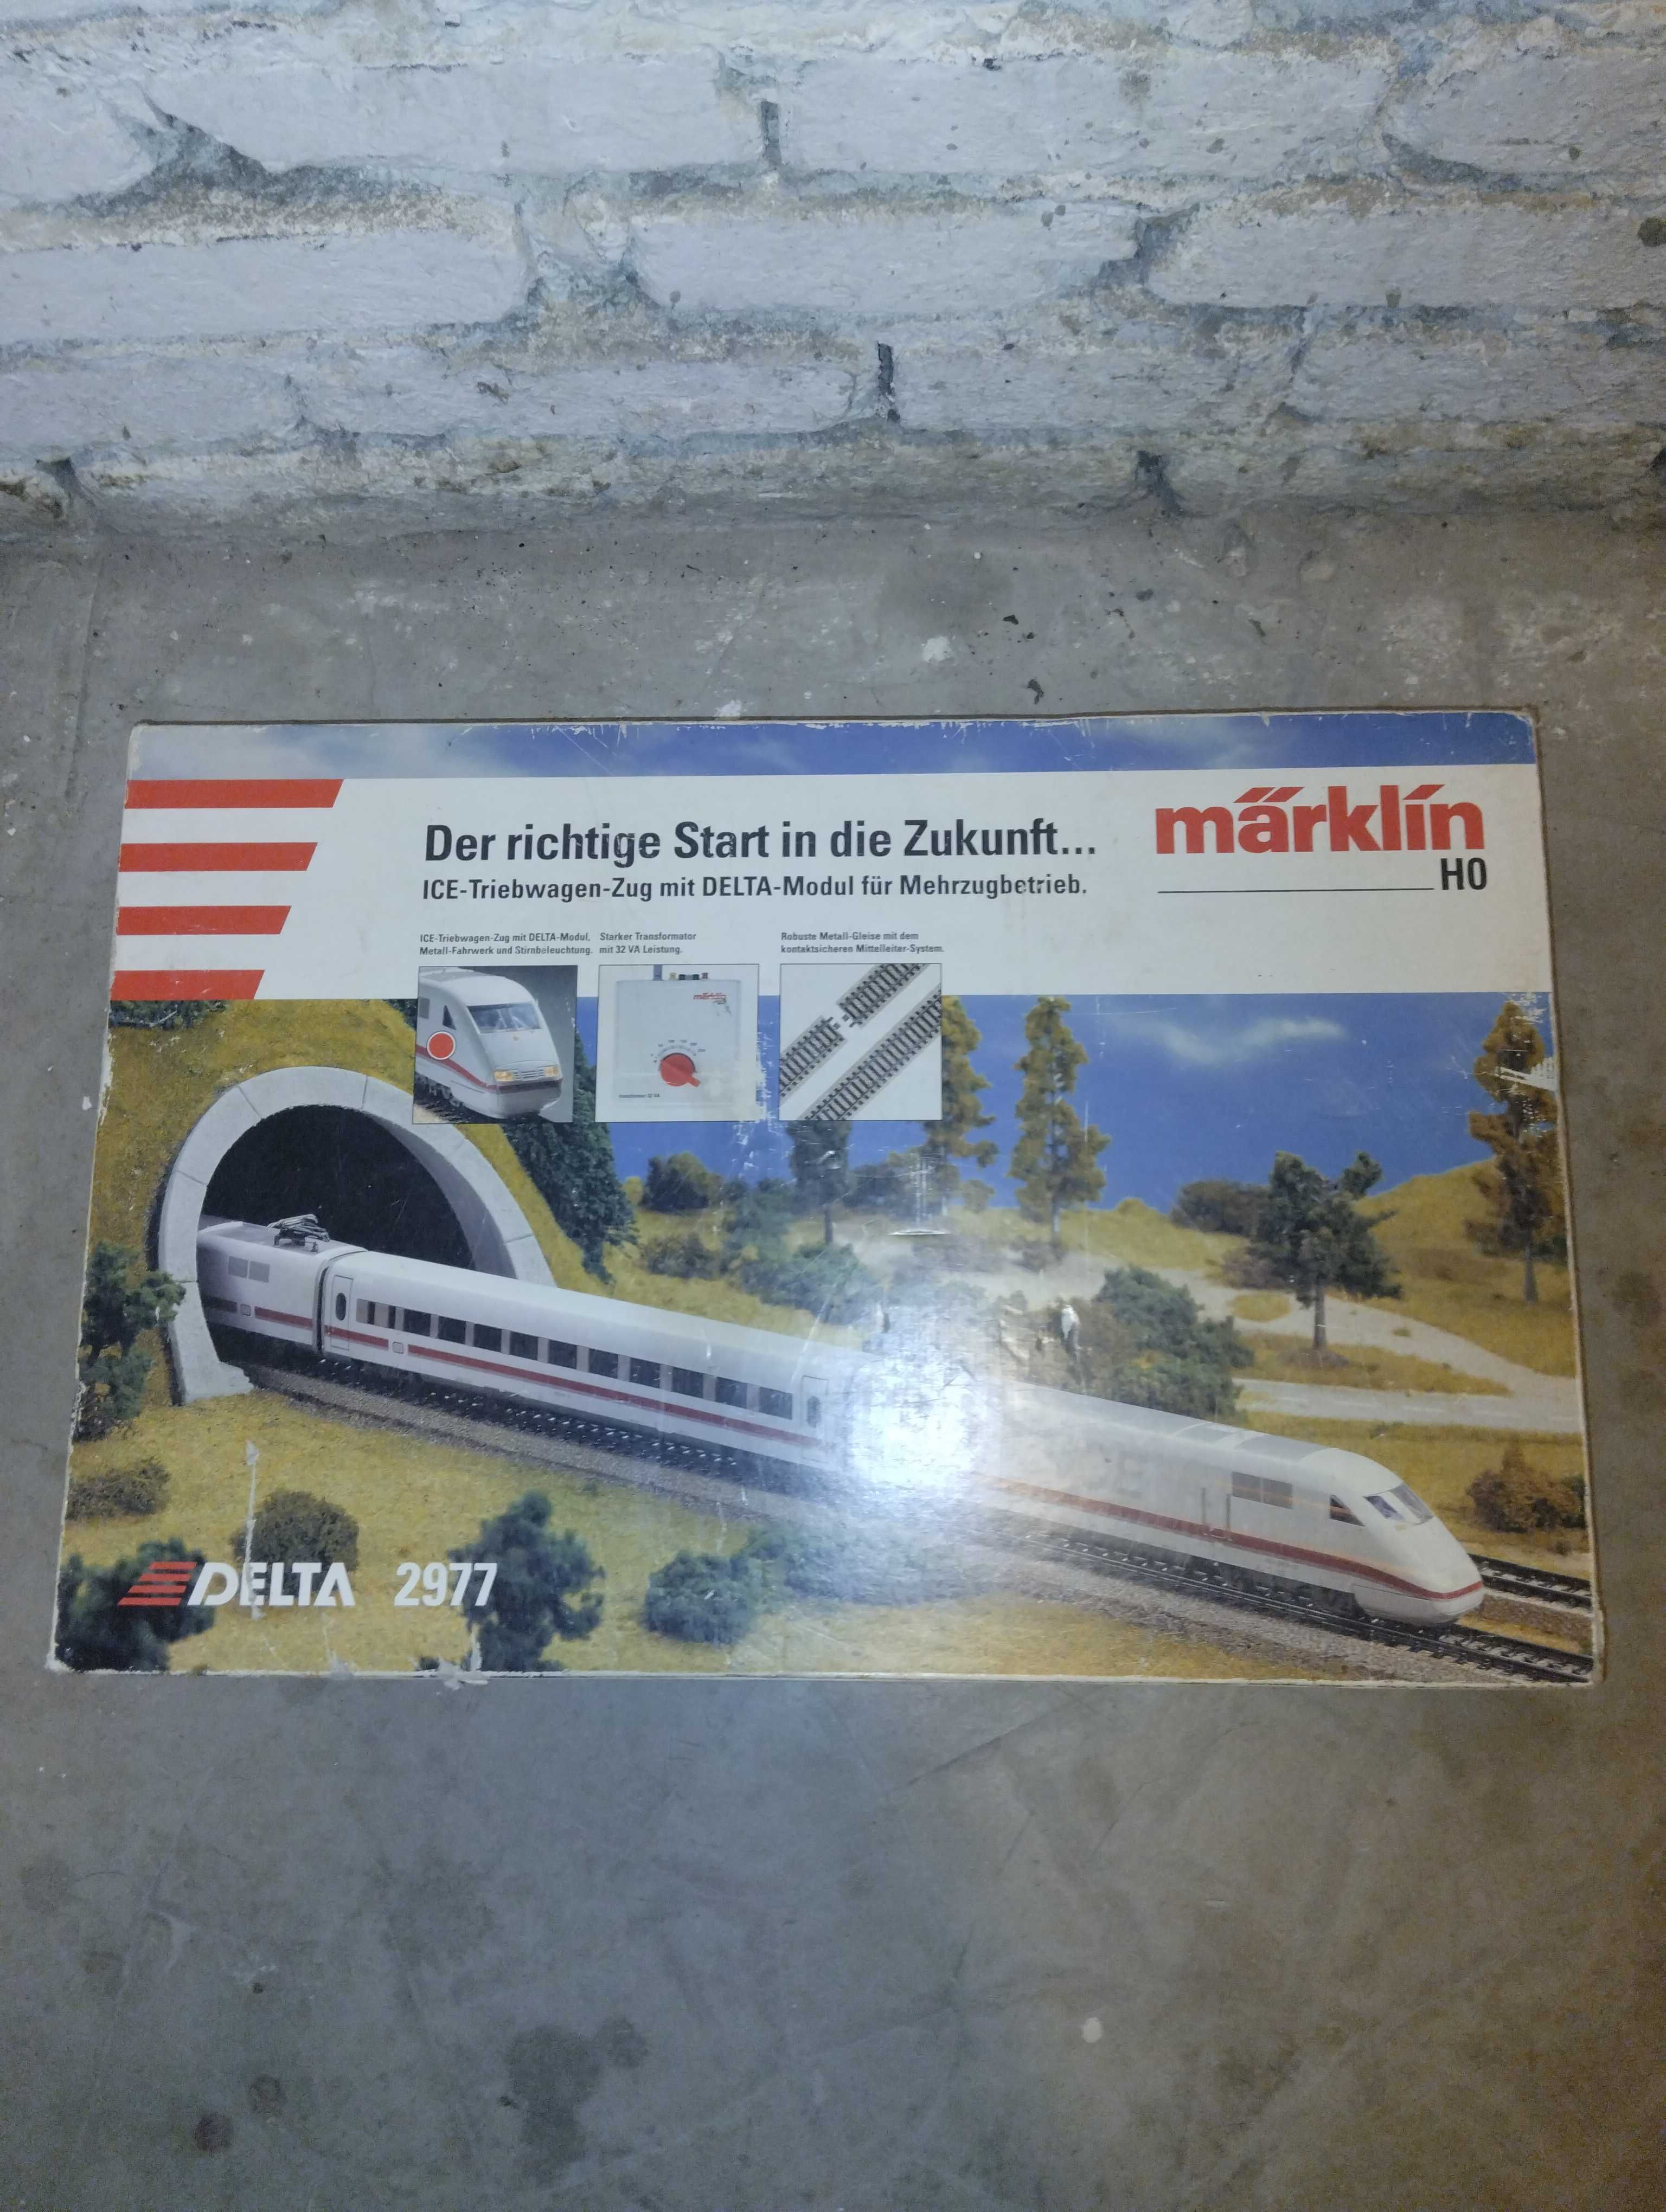 Der richtige Start in die Zukunft...
ICE-Triebwagen-Zug mit DELTA-Modul für Mehrzugbetrieb.
märklin
H0
ICE-Triebwagen-Zug mit DELTA-Modul,
Metall-Fahrwerk und Stirnbeleuchtung.
Starker Transformator
mit 32 VA Leistung.
Robuste Metall-Gleise mit dem
kontaktsicheren Mittelleiter-System.
märklin
DELTA 2977